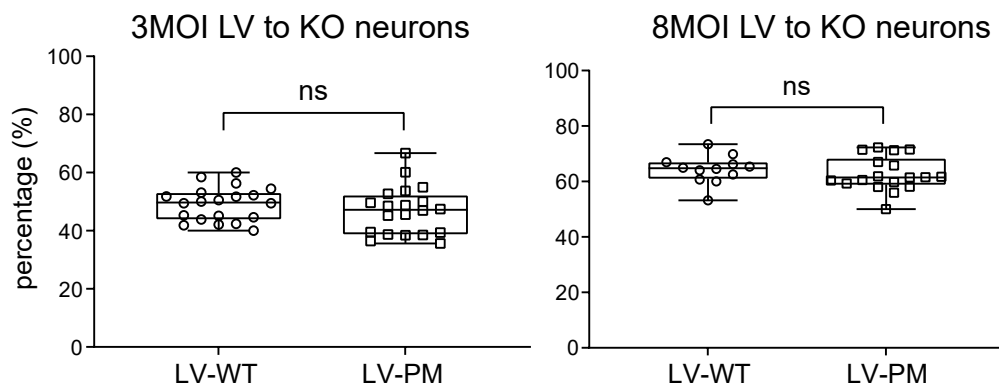 3MOI LV to KO neurons
percentage (%)
100
80
60
40
20
0
ns
LV-WT
LV-PM
8MOI LV to KO neurons
100
80
60
40
20
0
ns
LV-WT
LV-PM